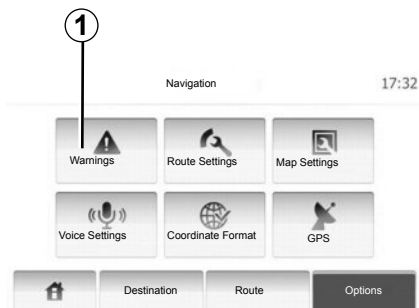 1
Navigation 17:32
Warnings Route Settings Map Settings
Voice Settings Coordinate Format GPS
Destination Route Options